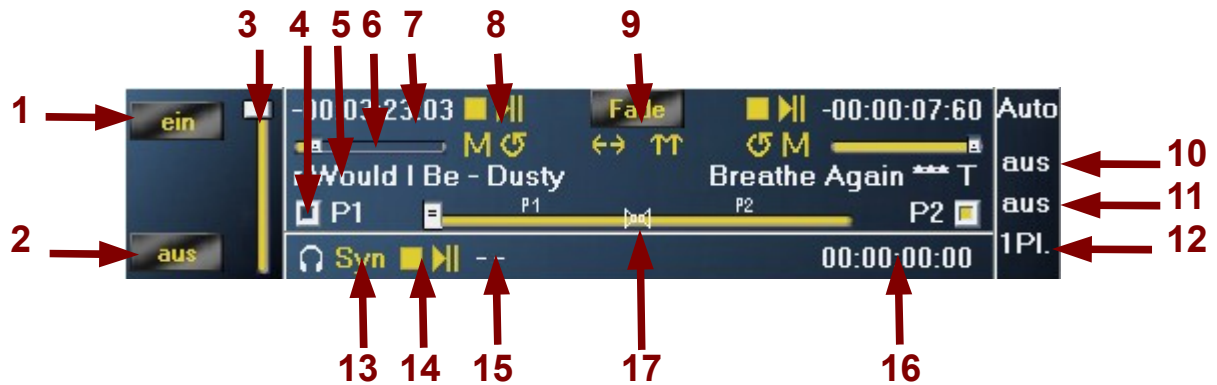 3 4 5 6 7 8 9
1 ein -00:03:23:03 Fade -00:00:07:60 Auto
M M
Would I Be - Dusty Breathe Again *** T aus 10
P1 P1 P2 P2 aus 11
2 aus Syn -- 00:00:00:00 1Pl. 12
13 14 15 17 16